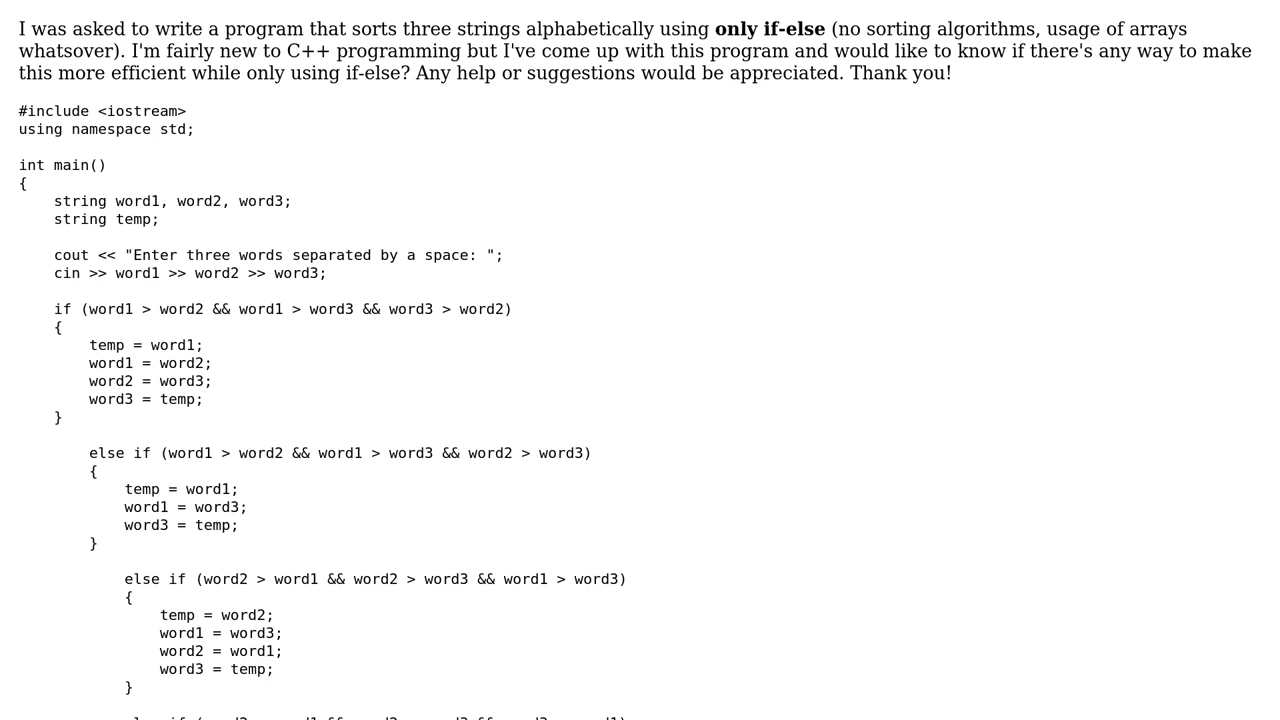 I was asked to write a program that sorts three strings alphabetically using only if-else (no sorting algorithms, usage of arrays
whatsover). I'm fairly new to C++ programming but I've come up with this program and would like to know if there's any way to make
this more efficient while only using if-else? Any help or suggestions would be appreciated. Thank you!
#include <iostream>
using namespace std;
int main()
{
string word1, word2, word3;
string temp;
cout << "Enter three words separated by a space: ";
cin >> word1 >> word2 >> word3;
if (word1 > word2 && word1 > word3 && word3 > word2)
{
temp = word1;
word1 = word2;
word2 = word3;
word3 = temp;
}
else if (word1 > word2 && word1 > word3 && word2 > word3)
{
temp = word1;
word1 = word3;
word3 = temp;
}
else if (word2 > word1 && word2 > word3 && word1 > word3)
{
temp = word2;
word1 = word3;
word2 = word1;
word3 = temp;
}